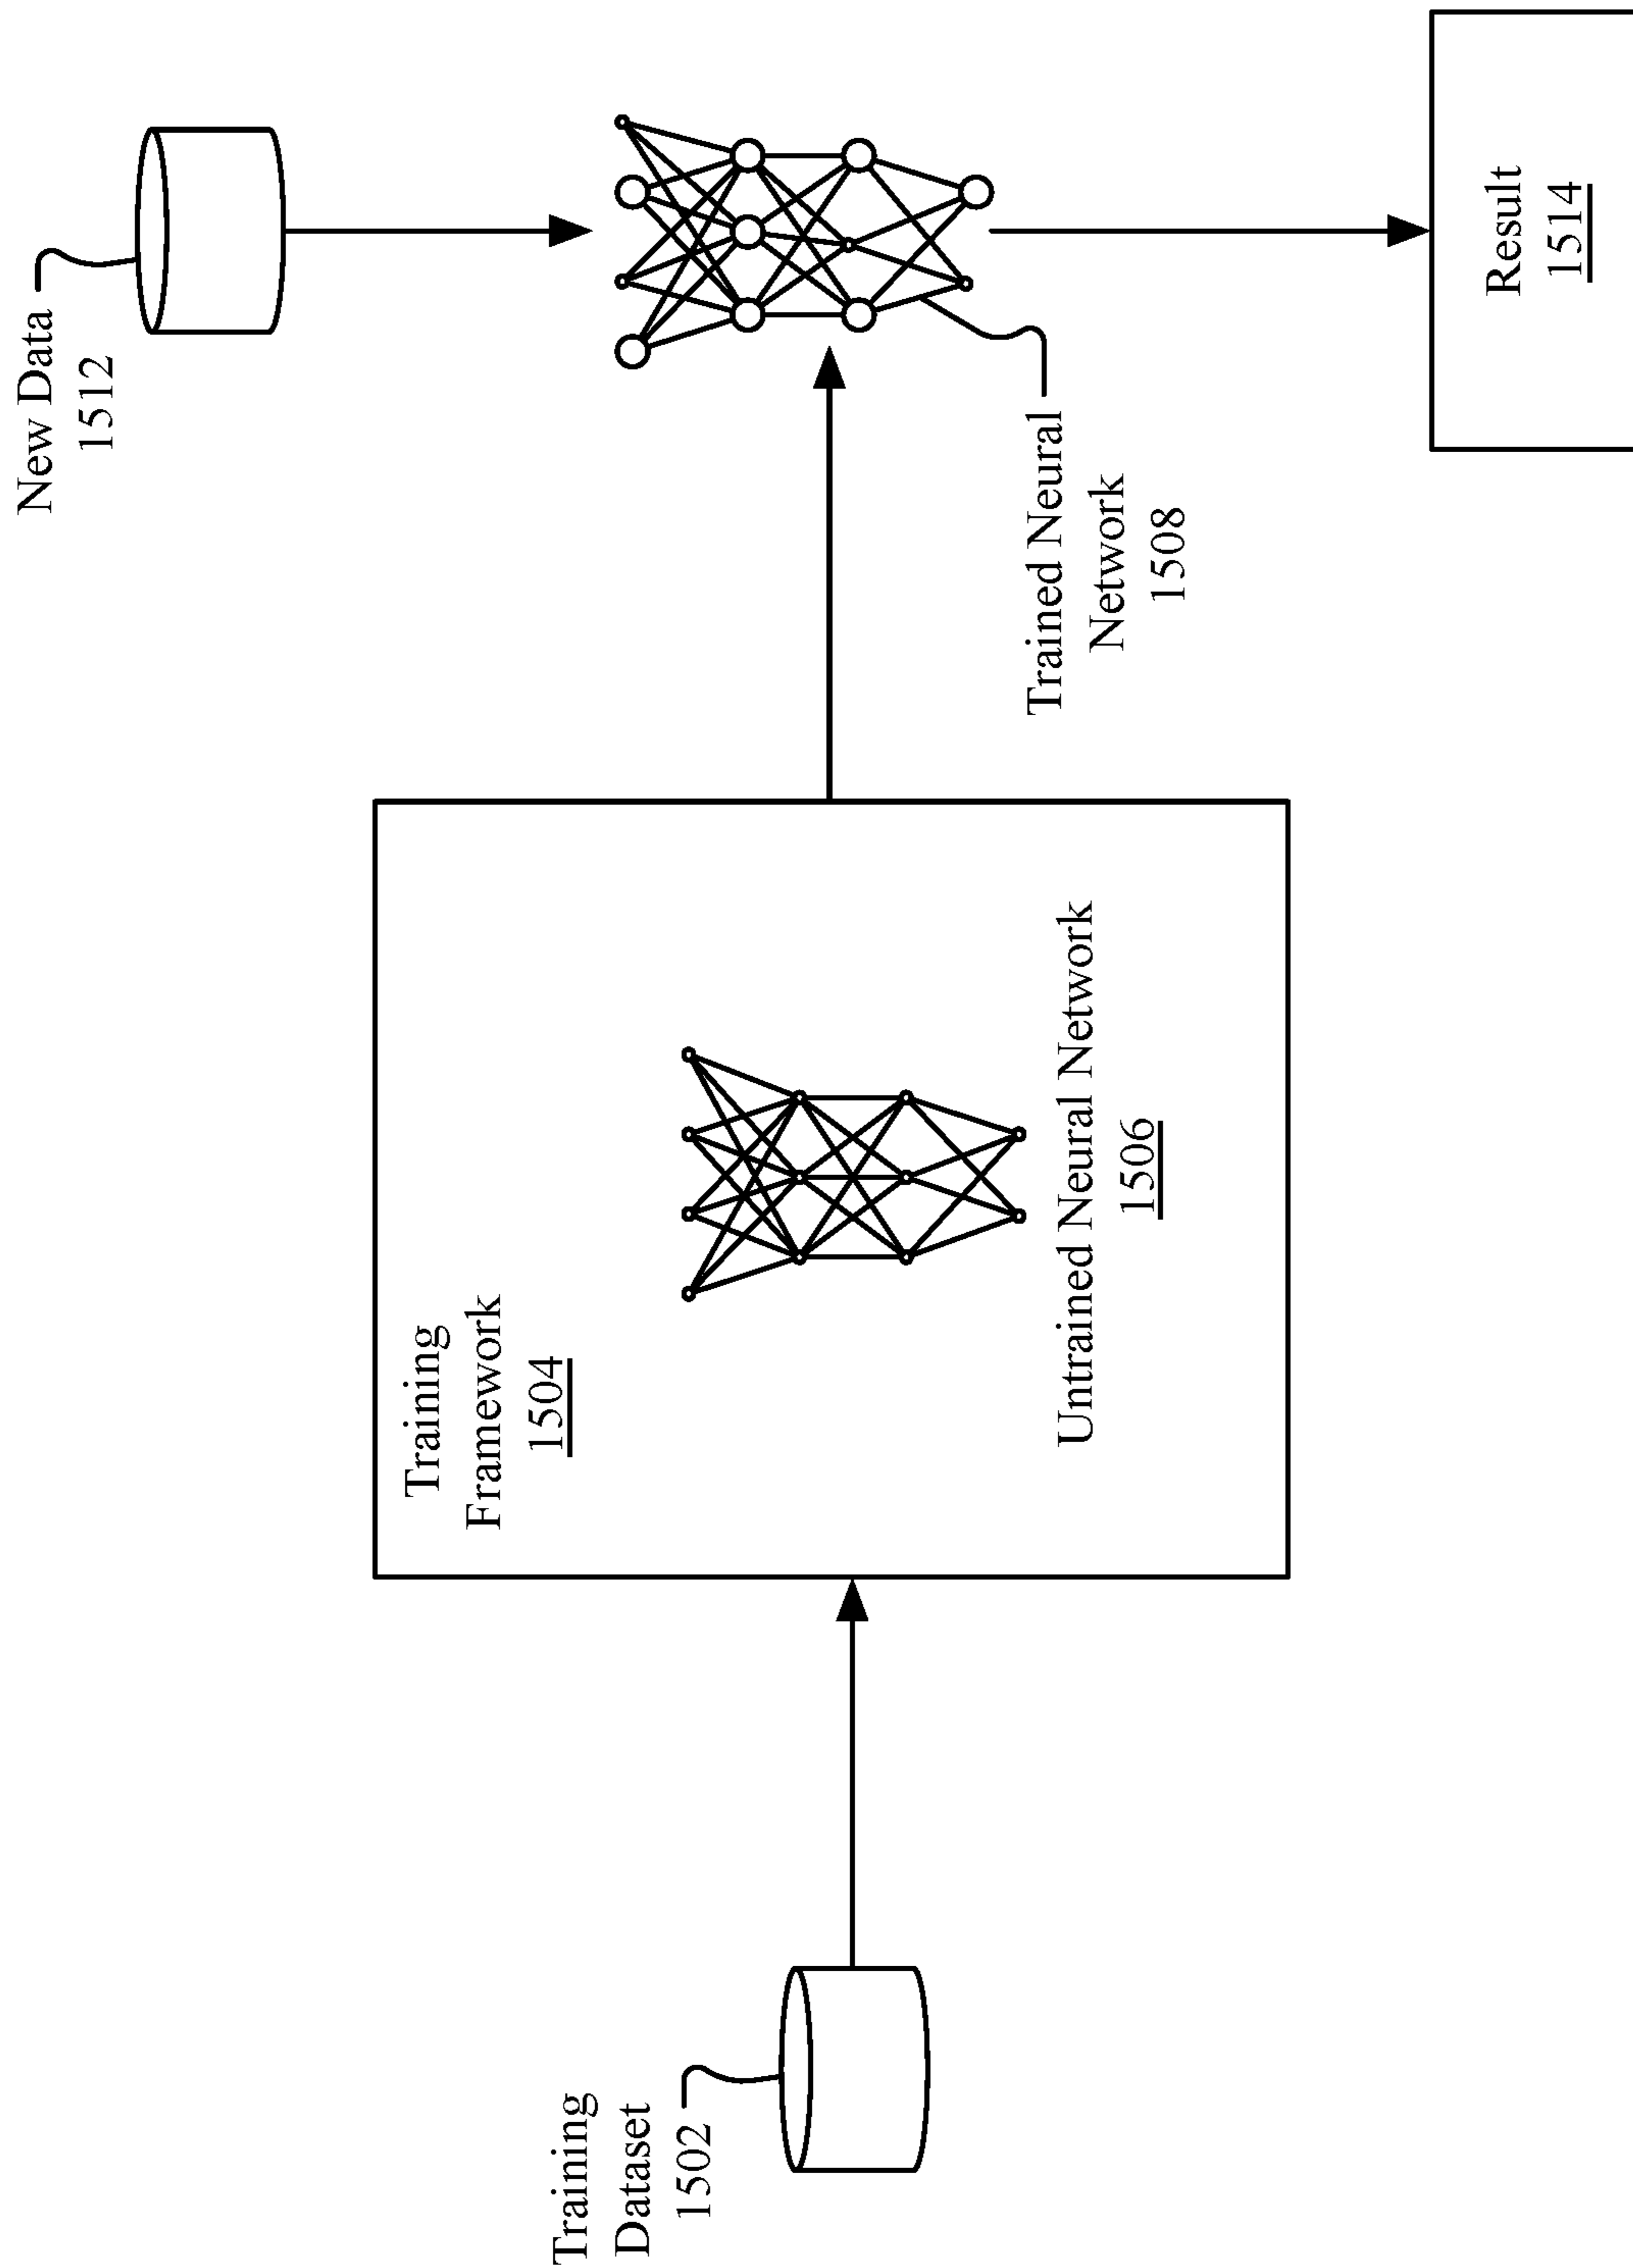 Training
Dataset
1502
Training
Framework
1504
Untrained Neural Network
1506
New Data
1512
Trained Neural
Network
1508
Result
1514